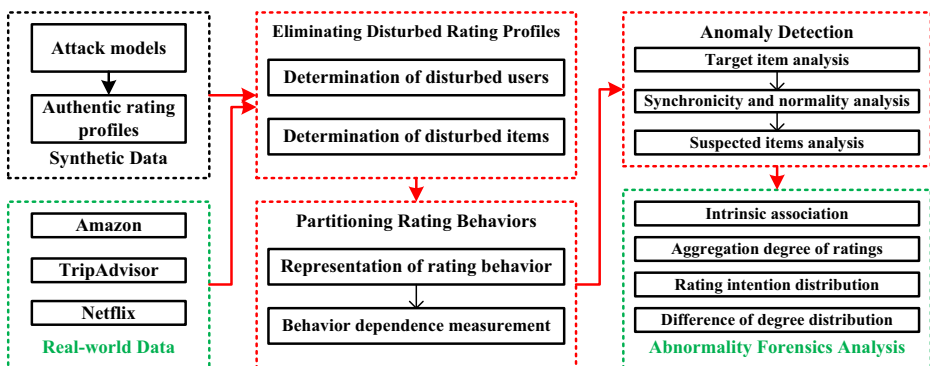 Attack models
Authentic rating
profiles
Synthetic Data
Amazon
TripAdvisor
Netflix
Real-world Data
Eliminating Disturbed Rating Profiles
Determination of disturbed users
Determination of disturbed items
Partitioning Rating Behaviors
Representation of rating behavior
Behavior dependence measurement
Anomaly Detection
Target item analysis
Synchronicity and normality analysis
Suspected items analysis
Intrinsic association
Aggregation degree of ratings
Rating intention distribution
Difference of degree distribution
Abnormality Forensics Analysis